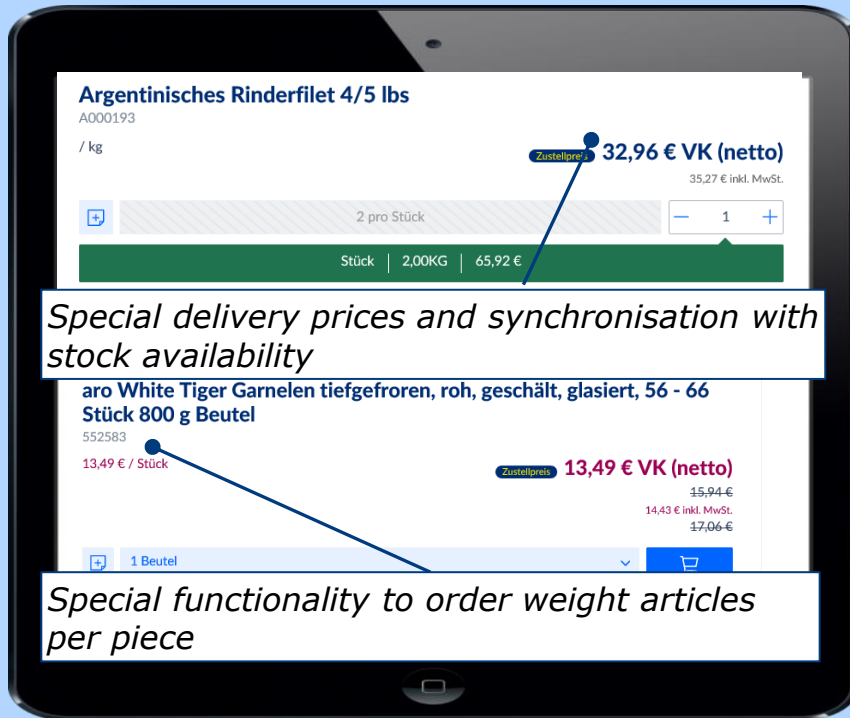 Argentinisches Rinderfilet 4/5 lbs
A000193
/ kg
Zustellpreis 32,96 € VK (netto)
35,27 € inkl. MwSt.
2 pro Stück
1
Stück | 2,00KG | 65,92 €
Special delivery prices and synchronisation with
stock availability
aro White Tiger Garnelen tiefgefroren, roh, geschält, glasiert, 56 - 66
Stück 800 g Beutel
552583
13,49 € / Stück
Zustellpreis 13,49 € VK (netto)
15,94 €
14,43 € inkl. MwSt.
17,06 €
1 Beutel
Special functionality to order weight articles
per piece